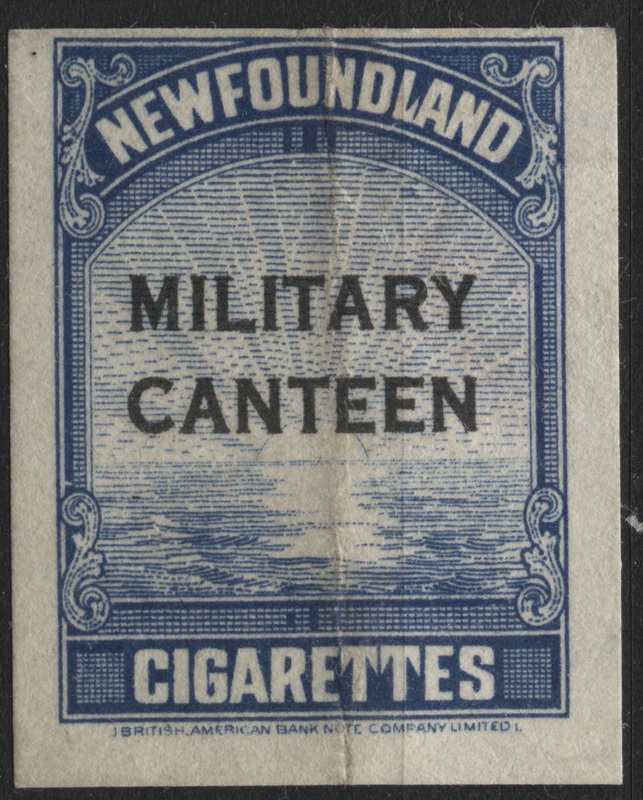 NEWFOUNDLAND
MILITARY
CANTEEN
CIGARETTES
BRITISH AMERICAN BANK NOTE COMPANY LIMITED